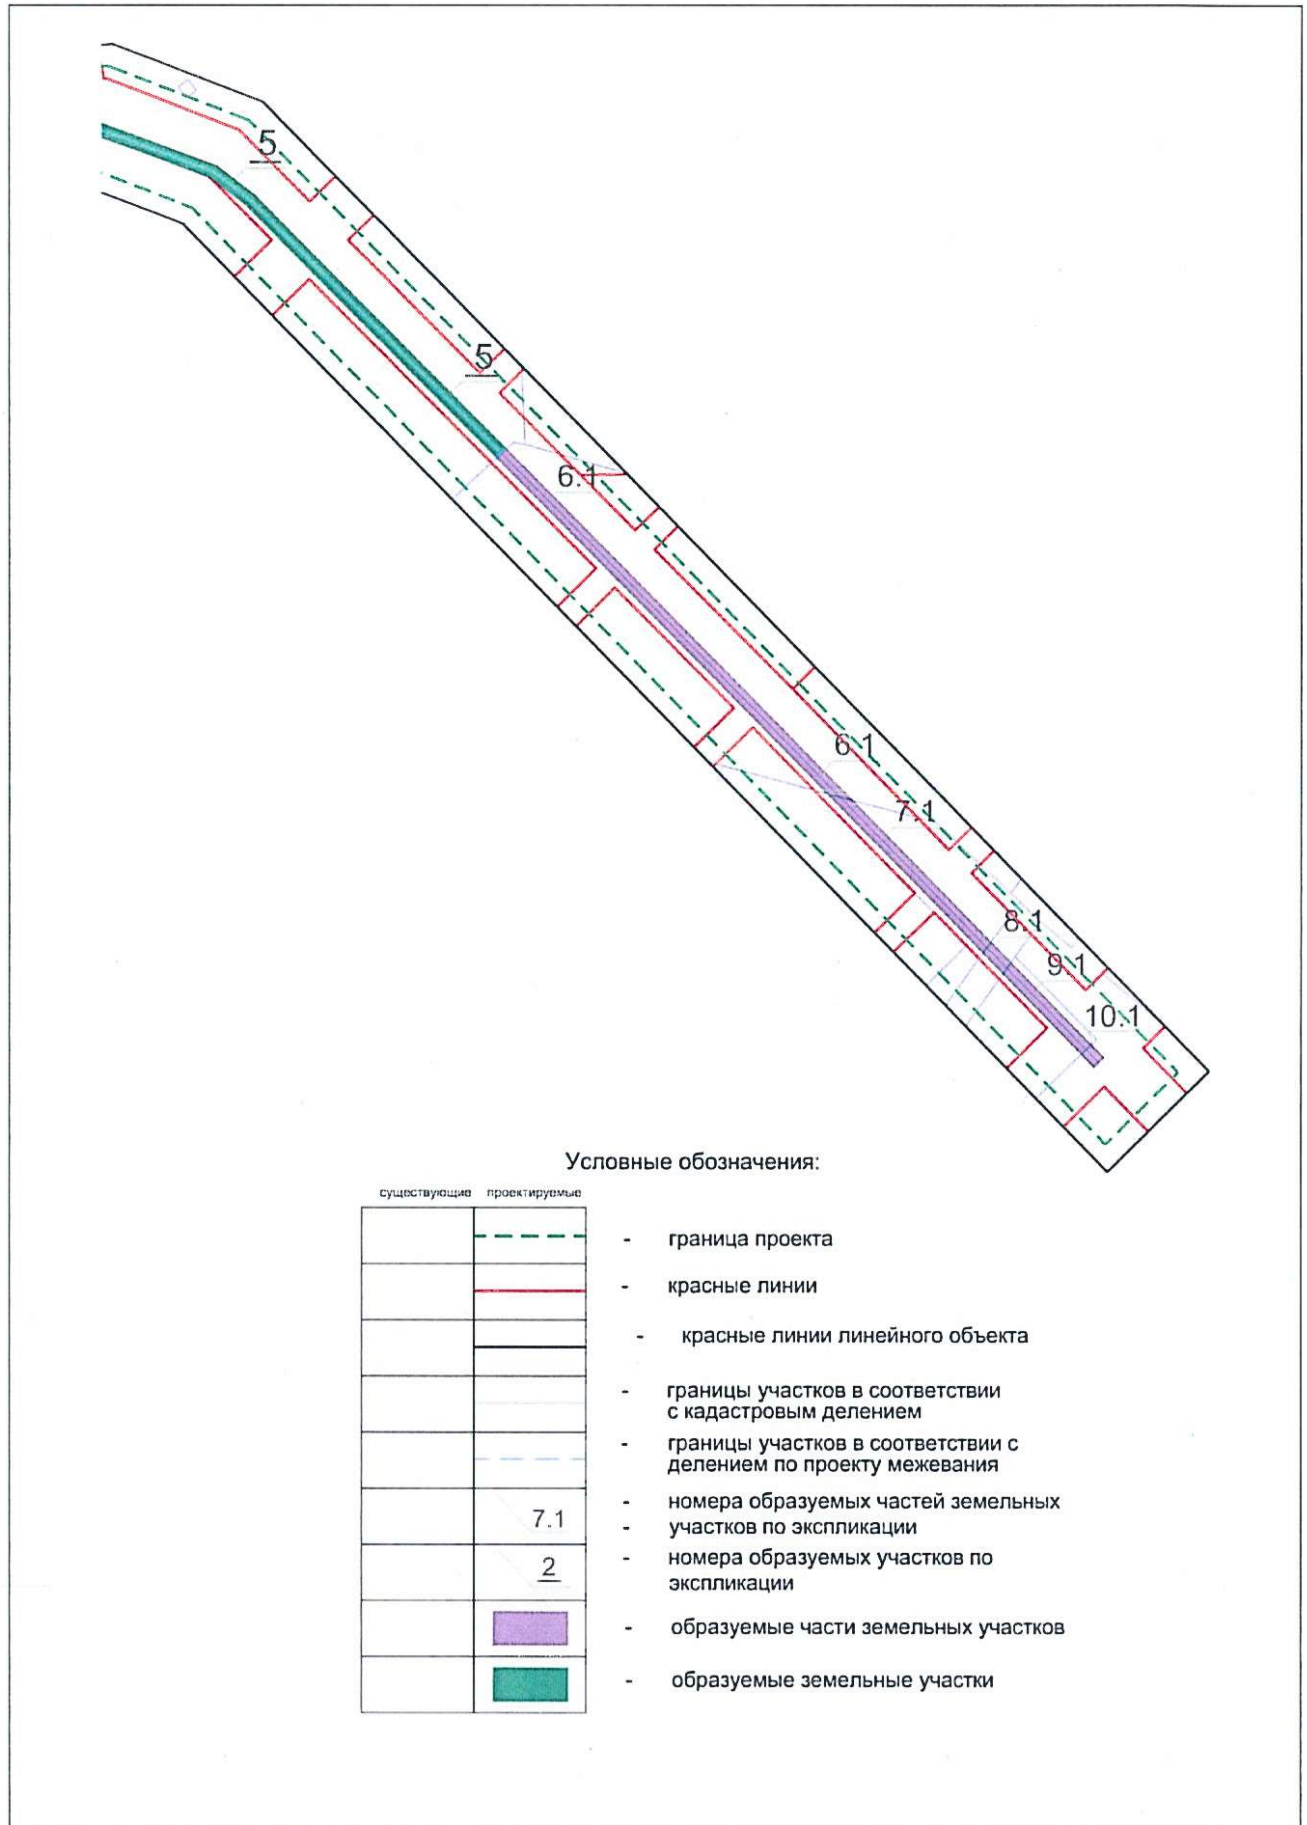 5
5
6.1
6.1
7.1
8.1
9.1
10.1
Условные обозначения:
существующие проектируемые
- граница проекта
- красные линии
- красные линии линейного объекта
- границы участков в соответствии
с кадастровым делением
- границы участков в соответствии с
делением по проекту межевания
7.1
- номера образуемых частей земельных
- участков по экспликации
2
- номера образуемых участков по
экспликации
- образуемые части земельных участков
- образуемые земельные участки